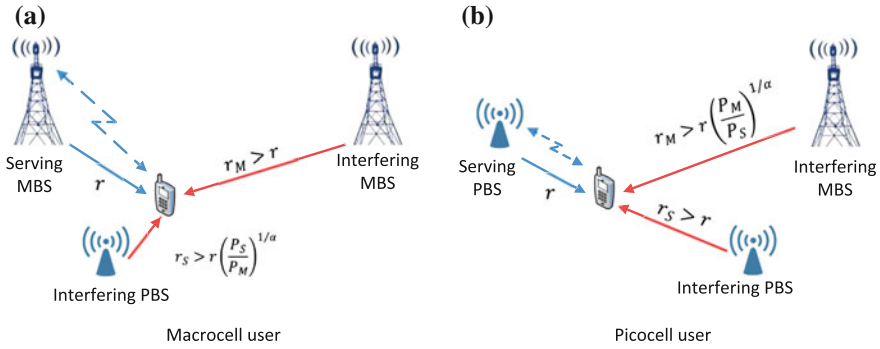 (a)
Serving
MBS
r
r_M > r
Interfering
MBS
r_S > r (P_S / P_M)^{1/α}
Interfering PBS
Macrocell user
(b)
Serving
PBS
r
r_M > r (P_M / P_S)^{1/α}
Interfering
MBS
r_S > r
Interfering PBS
Picocell user